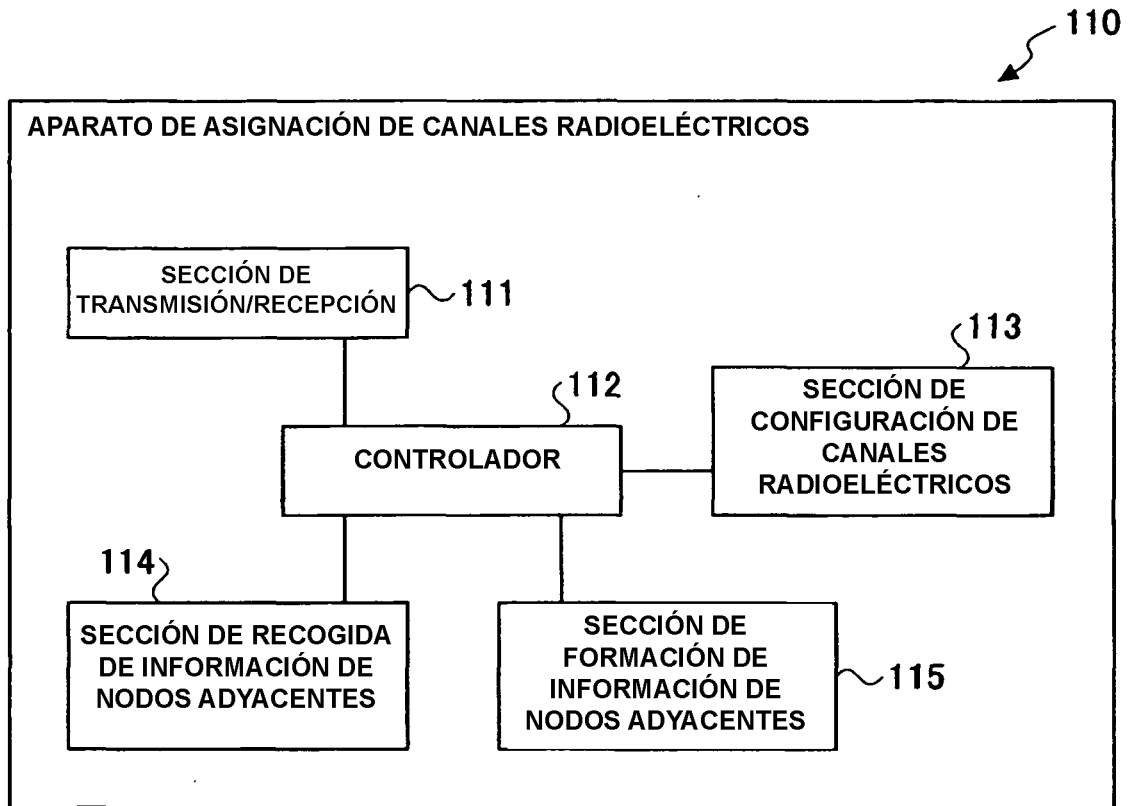 110
APARATO DE ASIGNACIÓN DE CANALES RADIOELÉCTRICOS
SECCIÓN DE
TRANSMISIÓN/RECEPCIÓN
111
113
112
SECCIÓN DE
CONFIGURACIÓN DE
CANALES
RADIOELÉCTRICOS
CONTROLADOR
114
SECCIÓN DE RECOGIDA
DE INFORMACIÓN DE
NODOS ADYACENTES
SECCIÓN DE
FORMACIÓN DE
INFORMACIÓN DE
NODOS ADYACENTES
115